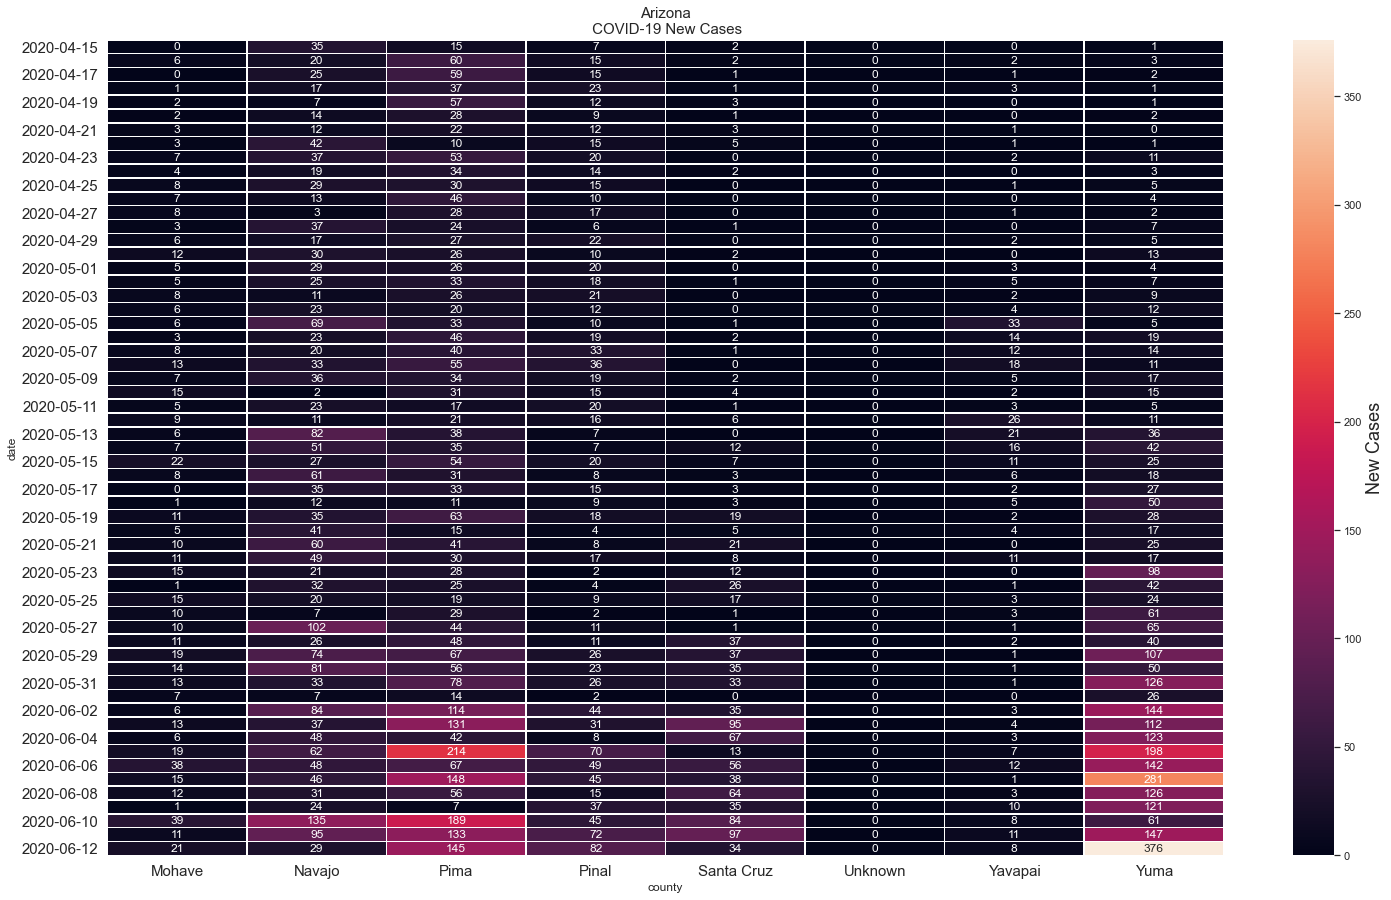 Arizona
COVID-19 New Cases
2020-04-15 0 35 15 7 2 0 0 1
6 20 60 15 2 0 2 3
2020-04-17 0 25 59 15 1 0 1 2
1 17 37 23 1 0 3 1
2020-04-19 2 7 57 12 3 0 0 1
2 14 28 9 1 0 0 2
2020-04-21 3 12 22 12 3 0 1 0
3 42 10 15 5 0 1 1
2020-04-23 7 37 53 20 0 0 2 11
4 19 34 14 2 0 0 3
2020-04-25 8 29 30 15 0 0 1 5
7 13 46 10 0 0 0 4
2020-04-27 8 3 28 17 0 0 1 2
3 37 24 6 1 0 0 7
2020-04-29 6 17 27 22 0 0 2 5
12 30 26 10 2 0 0 13
2020-05-01 5 29 26 20 0 0 3 4
5 25 33 18 1 0 5 7
2020-05-03 8 11 26 21 0 0 2 9
6 23 20 12 0 0 4 12
2020-05-05 6 69 33 10 1 0 33 5
3 23 46 19 2 0 14 19
2020-05-07 8 20 40 33 1 0 12 14
13 33 55 36 0 0 18 11
2020-05-09 7 36 34 19 2 0 5 17
15 2 31 15 4 0 2 15
2020-05-11 5 23 17 20 1 0 3 5
9 11 21 16 6 0 26 11
2020-05-13 6 82 38 7 0 0 21 36
7 51 35 7 12 0 16 42
2020-05-15 22 27 54 20 7 0 11 25
8 61 31 8 3 0 6 18
2020-05-17 0 35 33 15 3 0 2 27
1 12 11 9 3 0 5 50
2020-05-19 11 35 63 18 19 0 2 28
5 41 15 4 5 0 4 17
2020-05-21 10 60 41 8 21 0 0 25
11 49 30 17 8 0 11 17
2020-05-23 15 21 28 2 12 0 0 98
1 32 25 4 26 0 1 42
2020-05-25 15 20 19 9 17 0 3 24
10 7 29 2 1 0 3 61
2020-05-27 10 102 44 11 1 0 1 65
11 26 48 11 37 0 2 40
2020-05-29 19 74 67 26 37 0 1 107
14 81 56 23 35 0 1 50
2020-05-31 13 33 78 26 33 0 1 126
7 7 14 2 0 0 0 26
2020-06-02 6 84 114 44 35 0 3 144
13 37 131 31 95 0 4 112
2020-06-04 6 48 42 8 67 0 3 123
19 62 214 70 13 0 7 198
2020-06-06 38 48 67 49 56 0 12 142
15 46 148 45 38 0 1 281
2020-06-08 12 31 56 15 64 0 3 126
1 24 7 37 35 0 10 121
2020-06-10 39 135 189 45 84 0 8 61
11 95 133 72 97 0 11 147
2020-06-12 21 29 145 82 34 0 8 376
Mohave Navajo Pima Pinal Santa Cruz Unknown Yavapai Yuma
county
date
350
300
250
200
150
100
50
0
New Cases